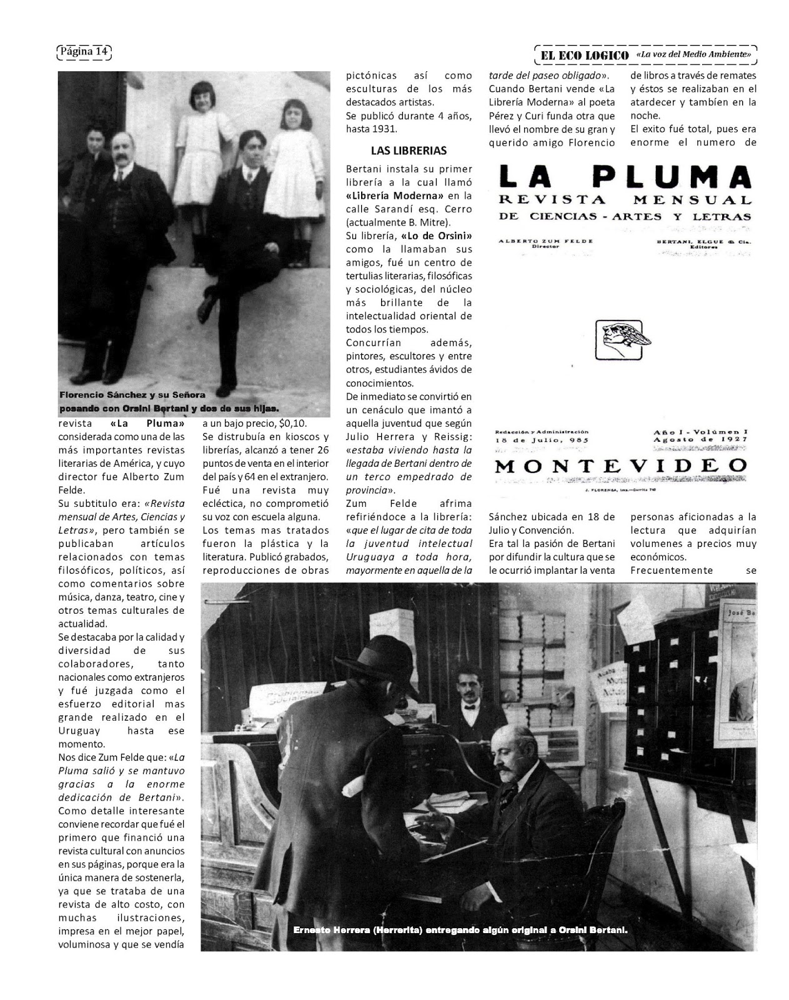 Página 14
EL ECO LOGICO «La voz del Medio Ambiente»
Florencio Sánchez y su Señora
posando con Orsini Bertani y dos de sus hijas.
revista «La Pluma»
considerada como una de las
más importantes revistas
literarias de América, y cuyo
director fue Alberto Zum
Felde.
Su subtitulo era: «Revista
mensual de Artes, Ciencias y
Letras», pero también se
publicaban artículos
relacionados con temas
filosóficos, políticos, así
como comentarios sobre
música, danza, teatro, cine y
otros temas culturales de
actualidad.
Se destacaba por la calidad y
diversidad de sus
colaboradores, tanto
nacionales como extranjeros
y fué juzgada como el
esfuerzo editorial mas
grande realizado en el
Uruguay hasta ese
momento.
Nos dice Zum Felde que: «La
Pluma salió y se mantuvo
gracias a la enorme
dedicación de Bertani».
Como detalle interesante
conviene recordar que fué el
primero que financió una
revista cultural con anuncios
en sus páginas, porque era la
única manera de sostenerla,
ya que se trataba de una
revista de alto costo, con
muchas ilustraciones,
impresa en el mejor papel,
voluminosa y que se vendía
a un bajo precio, $0,10.
Se distrubuía en kioscos y
librerías, alcanzó a tener 26
puntos de venta en el interior
del país y 64 en el extranjero.
Fué una revista muy
ecléctica, no comprometió
su voz con escuela alguna.
Los temas mas tratados
fueron la plástica y la
literatura. Publicó grabados,
reproducciones de obras
pictónicas así como
esculturas de los más
destacados artistas.
Se publicó durante 4 años,
hasta 1931.
LAS LIBRERIAS
Bertani instala su primer
librería a la cual llamó
«Librería Moderna» en la
calle Sarandí esq. Cerro
(actualmente B. Mitre).
Su librería, «Lo de Orsini»
como la llamaban sus
amigos, fué un centro de
tertulias literarias, filosóficas
y sociológicas, del núcleo
más brillante de la
intelectualidad oriental de
todos los tiempos.
Concurrían además,
pintores, escultores y entre
otros, estudiantes ávidos de
conocimientos.
De inmediato se convirtió en
un cenáculo que imantó a
aquella juventud que según
Julio Herrera y Reissig:
«estaba viviendo hasta la
llegada de Bertani dentro de
un terco empedrado de
provincia».
Zum Felde afrima
refiriéndoce a la librería:
«que el lugar de cita de toda
la juventud intelectual
Uruguaya a toda hora,
mayormente en aquella de la
tarde del paseo obligado».
Cuando Bertani vende «La
Librería Moderna» al poeta
Pérez y Curi funda otra que
llevó el nombre de su gran y
querido amigo Florencio
Sánchez ubicada en 18 de
Julio y Convención.
Era tal la pasión de Bertani
por difundir la cultura que se
le ocurrió implantar la venta
de libros a través de remates
y éstos se realizaban en el
atardecer y tambíen en la
noche.
El exito fué total, pues era
enorme el numero de
personas aficionadas a la
lectura que adquirían
volumenes a precios muy
económicos.
Frecuentemente se
LA PLUMA
REVISTA MENSUAL
DE CIENCIAS - ARTES Y LETRAS
ALBERTO ZUM FELDE
Director
BERTANI, ELGUE & Cía.
Editores
Redacción y Administración
18 de Julio, 985
Año I - Volúmen I
Agosto de 1927
MONTEVIDEO
J. FLORENSA, Imp.—Cerrito 740
Problemas
Sociales
José Ba
Ernesto Herrera (Herrerita) entregando algún original a Orsini Bertani.